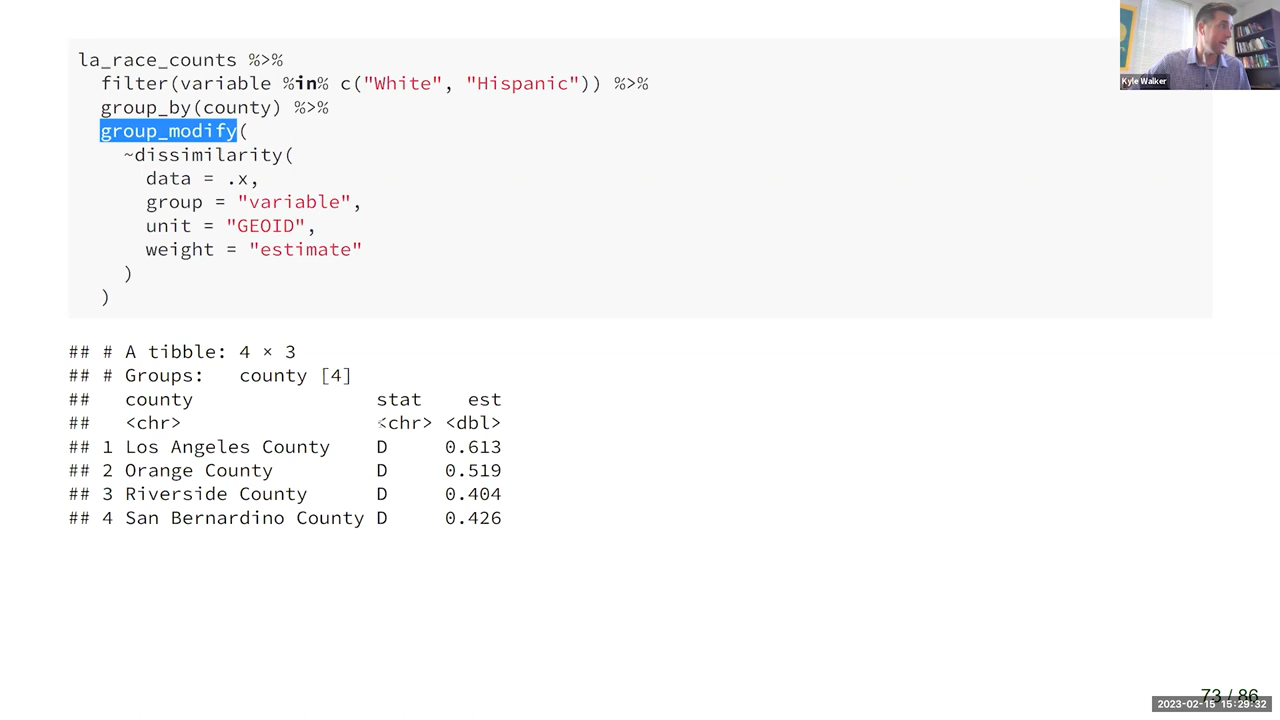 la_race_counts %>%
filter(variable %in% c("White", "Hispanic")) %>%
group_by(county) %>%
group_modify(
~dissimilarity(
data = .x,
group = "variable",
unit = "GEOID",
weight = "estimate"
)
)
## # A tibble: 4 × 3
## # Groups: county [4]
## county stat est
## <chr> <chr> <dbl>
## 1 Los Angeles County D 0.613
## 2 Orange County D 0.519
## 3 Riverside County D 0.404
## 4 San Bernardino County D 0.426
Kyle Walker
73 / 86
2023-02-15 15:29:32